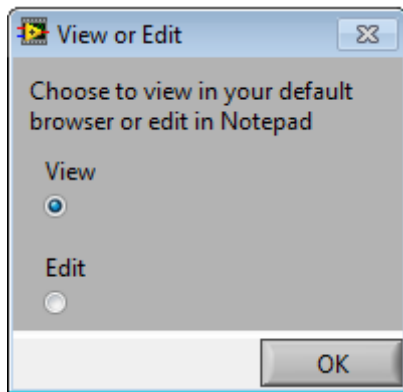 View or Edit
Choose to view in your default
browser or edit in Notepad
View
Edit
OK